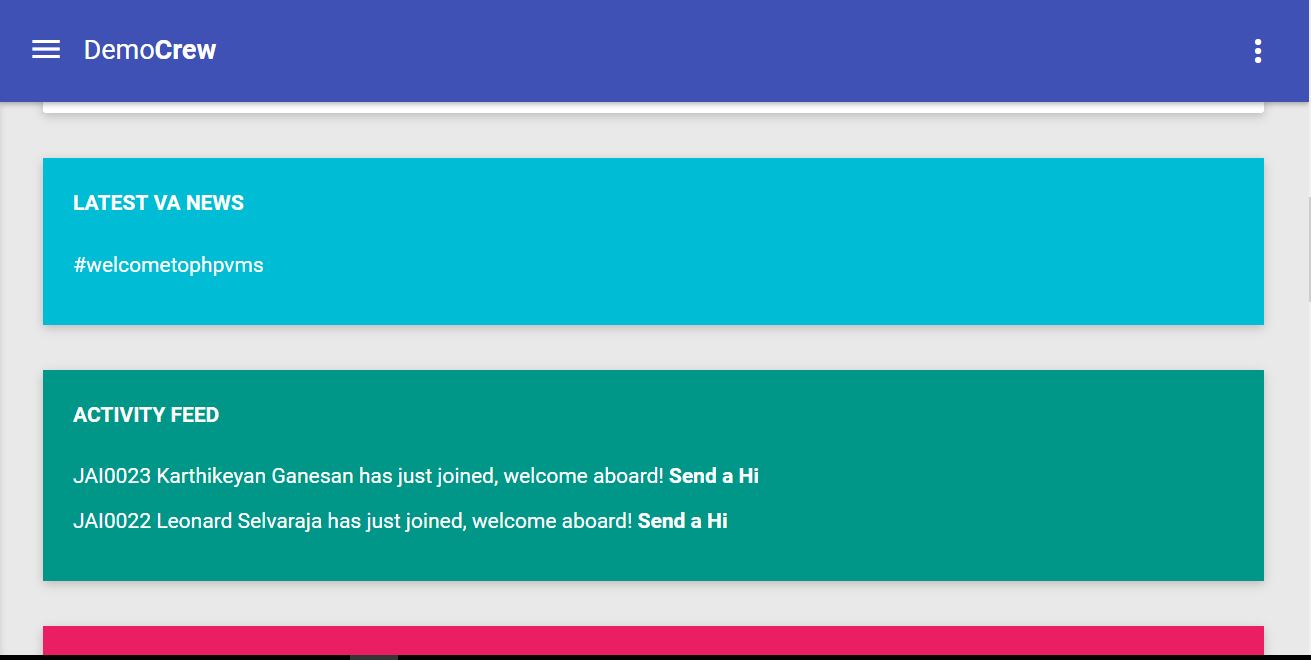 DemoCrew
LATEST VA NEWS
#welcometophpvms
ACTIVITY FEED
JAI0023 Karthikeyan Ganesan has just joined, welcome aboard! Send a Hi
JAI0022 Leonard Selvaraja has just joined, welcome aboard! Send a Hi